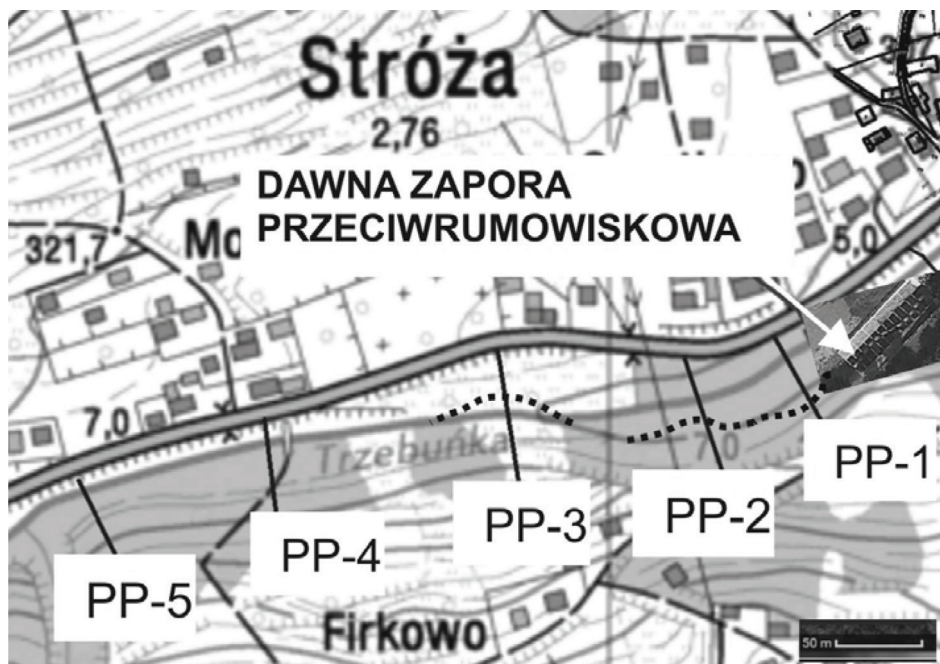 Stróża
2,76
DAWNA ZAPORA
PRZECIWRUMOWISKOWA
321,7
Mo
5,0
7,0
Trzebuńka
7,0
PP-1
PP-2
PP-3
PP-4
PP-5
Firkowo
50 m